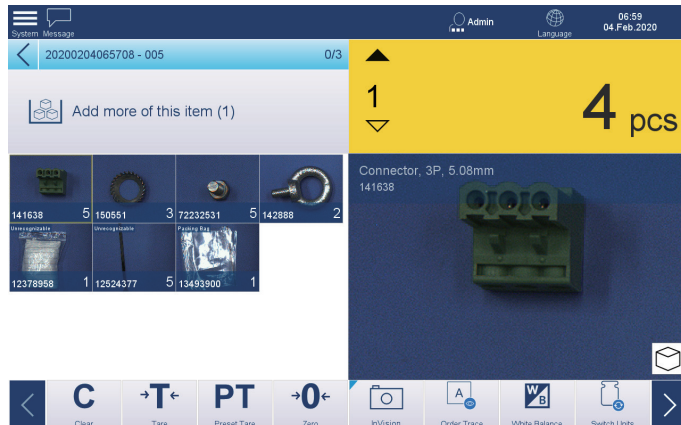 System Message
Admin
Language
06:59
04.Feb.2020
20200204065708 - 005 0/3
Add more of this item (1)
1
4 pcs
Connector, 3P, 5.08mm
141638
141638 5
150551 3
72232531 5
142888 2
Unrecognizable
Unrecognizable
Packing Bag
12378958 1
12524377 5
13493900 1
C
Clear
→T←
Tare
PT
Preset Tare
→0←
Zero
InVision
A
Order Trace
W/B
White Balance
Switch Units